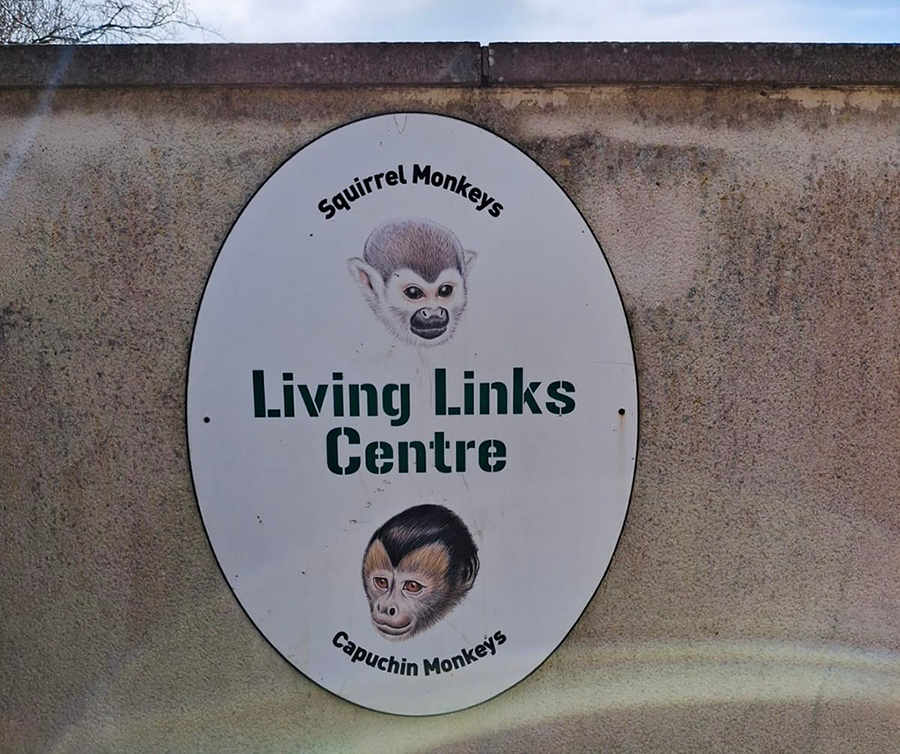 Squirrel Monkeys
Living Links
Centre
Capuchin Monkeys